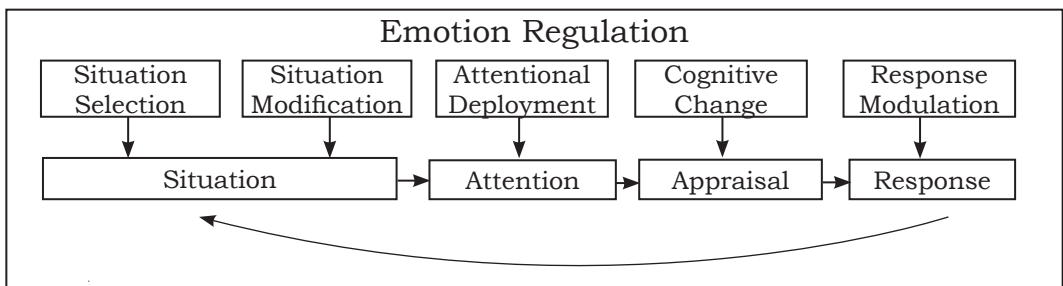 Emotion Regulation
Situation
Selection
Situation
Modification
Attentional
Deployment
Cognitive
Change
Response
Modulation
Situation
Attention
Appraisal
Response